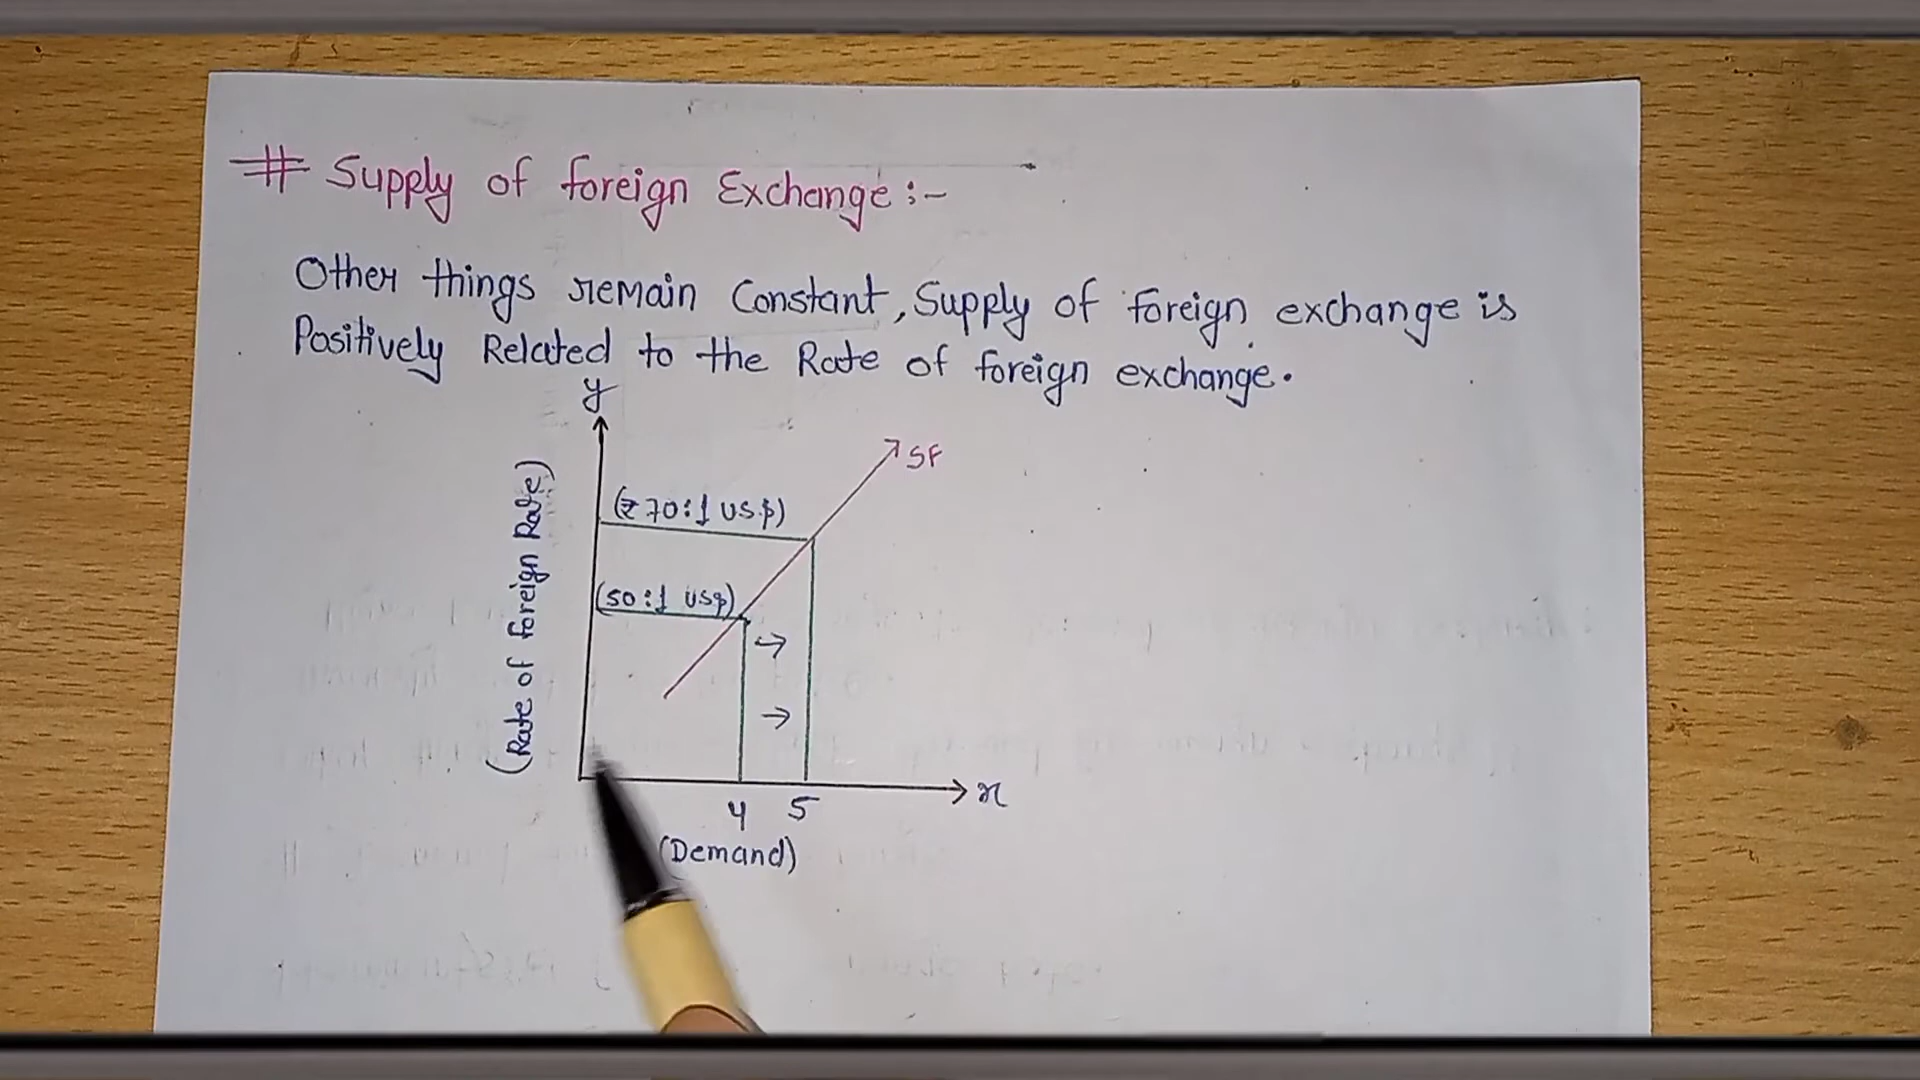 # Supply of foreign Exchange :-
Other things remain Constant, Supply of foreign exchange is
Positively Related to the Rate of foreign exchange.
y
SF
(₹70:1 US$)
(50:1 US$)
(Rate of foreign Rate)
→
→
x
4 5
(Demand)